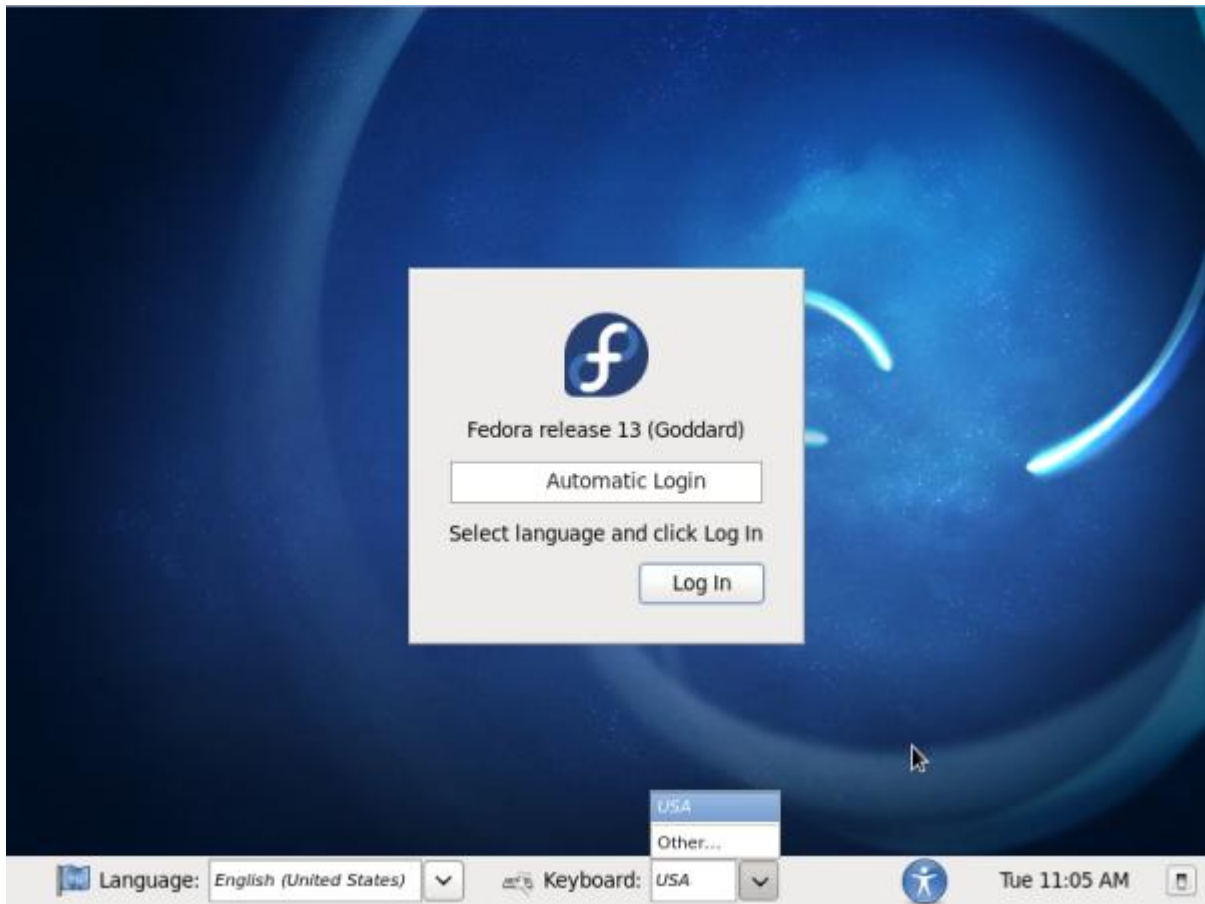 Fedora release 13 (Goddard)
Automatic Login
Select language and click Log In
Log In
USA
Other...
Language: English (United States) Keyboard: USA Tue 11:05 AM